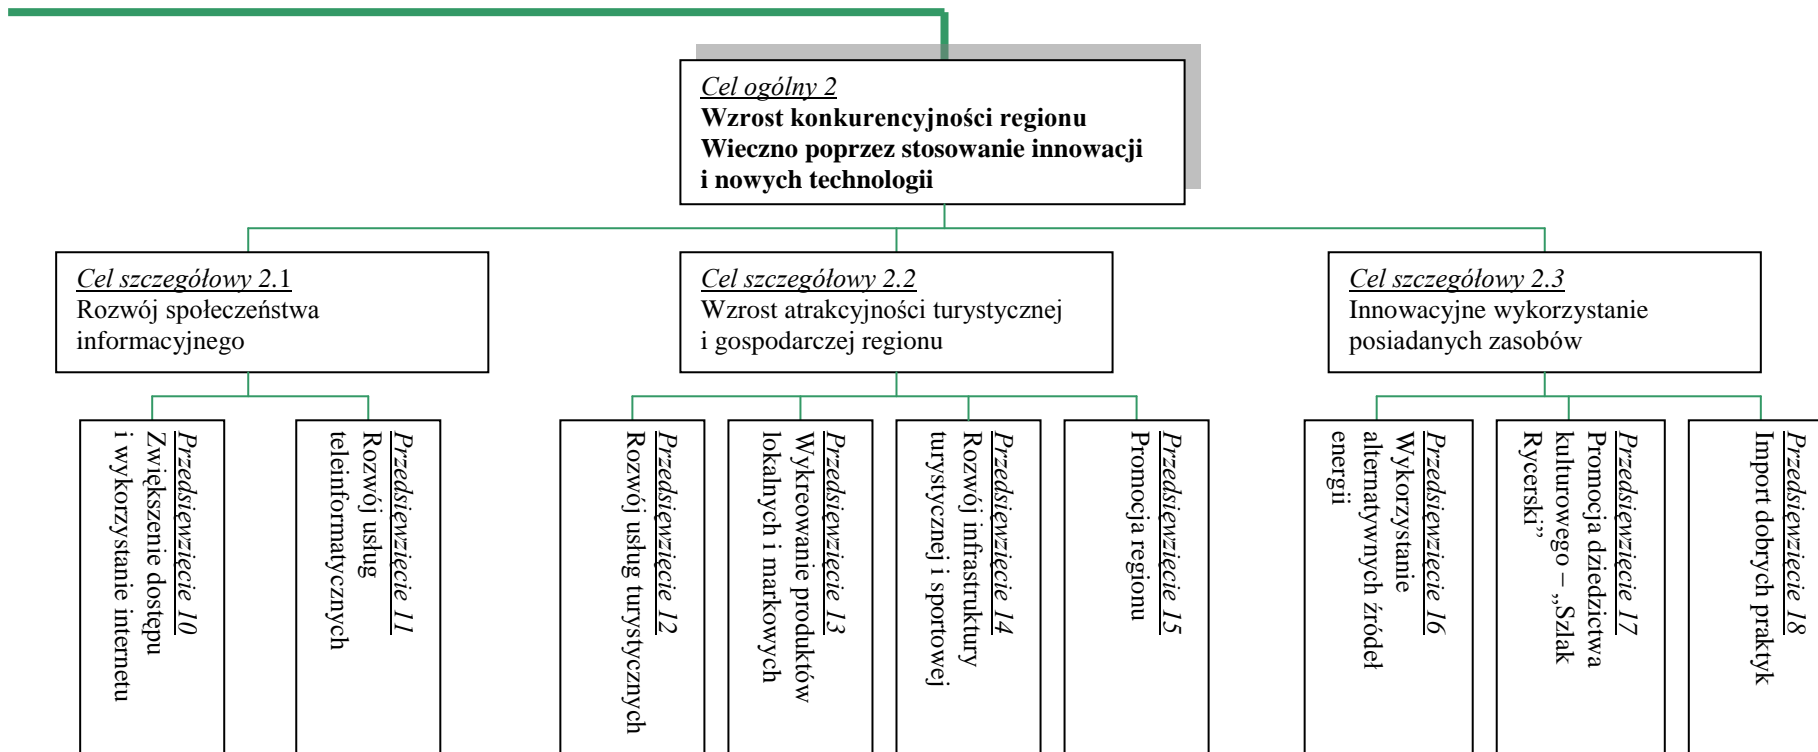 Cel ogólny 2
Wzrost konkurencyjności regionu
Wieczno poprzez stosowanie innowacji
i nowych technologii
Cel szczegółowy 2.1
Rozwój społeczeństwa
informacyjnego
Cel szczegółowy 2.2
Wzrost atrakcyjności turystycznej
i gospodarczej regionu
Cel szczegółowy 2.3
Innowacyjne wykorzystanie
posiadanych zasobów
Przedsięwzięcie 10
Zwiększenie dostępu
i wykorzystanie internetu
Przedsięwzięcie 11
Rozwój usług
teleinformatycznych
Przedsięwzięcie 12
Rozwój usług turystycznych
Przedsięwzięcie 13
Wykreowanie produktów
lokalnych i markowych
Przedsięwzięcie 14
Rozwój infrastruktury
turystycznej i sportowej
Przedsięwzięcie 15
Promocja regionu
Przedsięwzięcie 16
Wykorzystanie
alternatywnych źródeł
energii
Przedsięwzięcie 17
Promocja dziedzictwa
kulturowego – „Szlak
Rycerski”
Przedsięwzięcie 18
Import dobrych praktyk